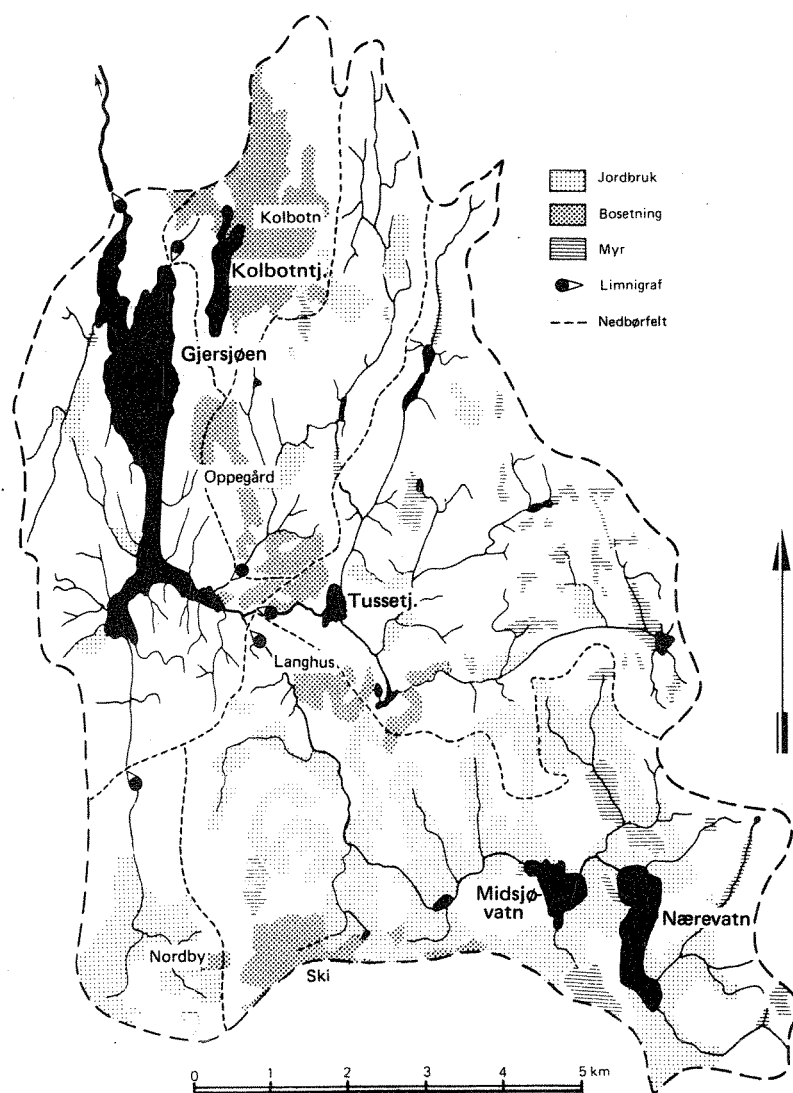 Jordbruk
Bosetning
Myr
Limnigraf
Nedbørfelt
Kolbotn
Kolbotntj.
Gjersjøen
Oppegård
Tussetj.
Langhus
Midsjø-
vatn
Nærevatn
Nordby
Ski
0 1 2 3 4 5 km